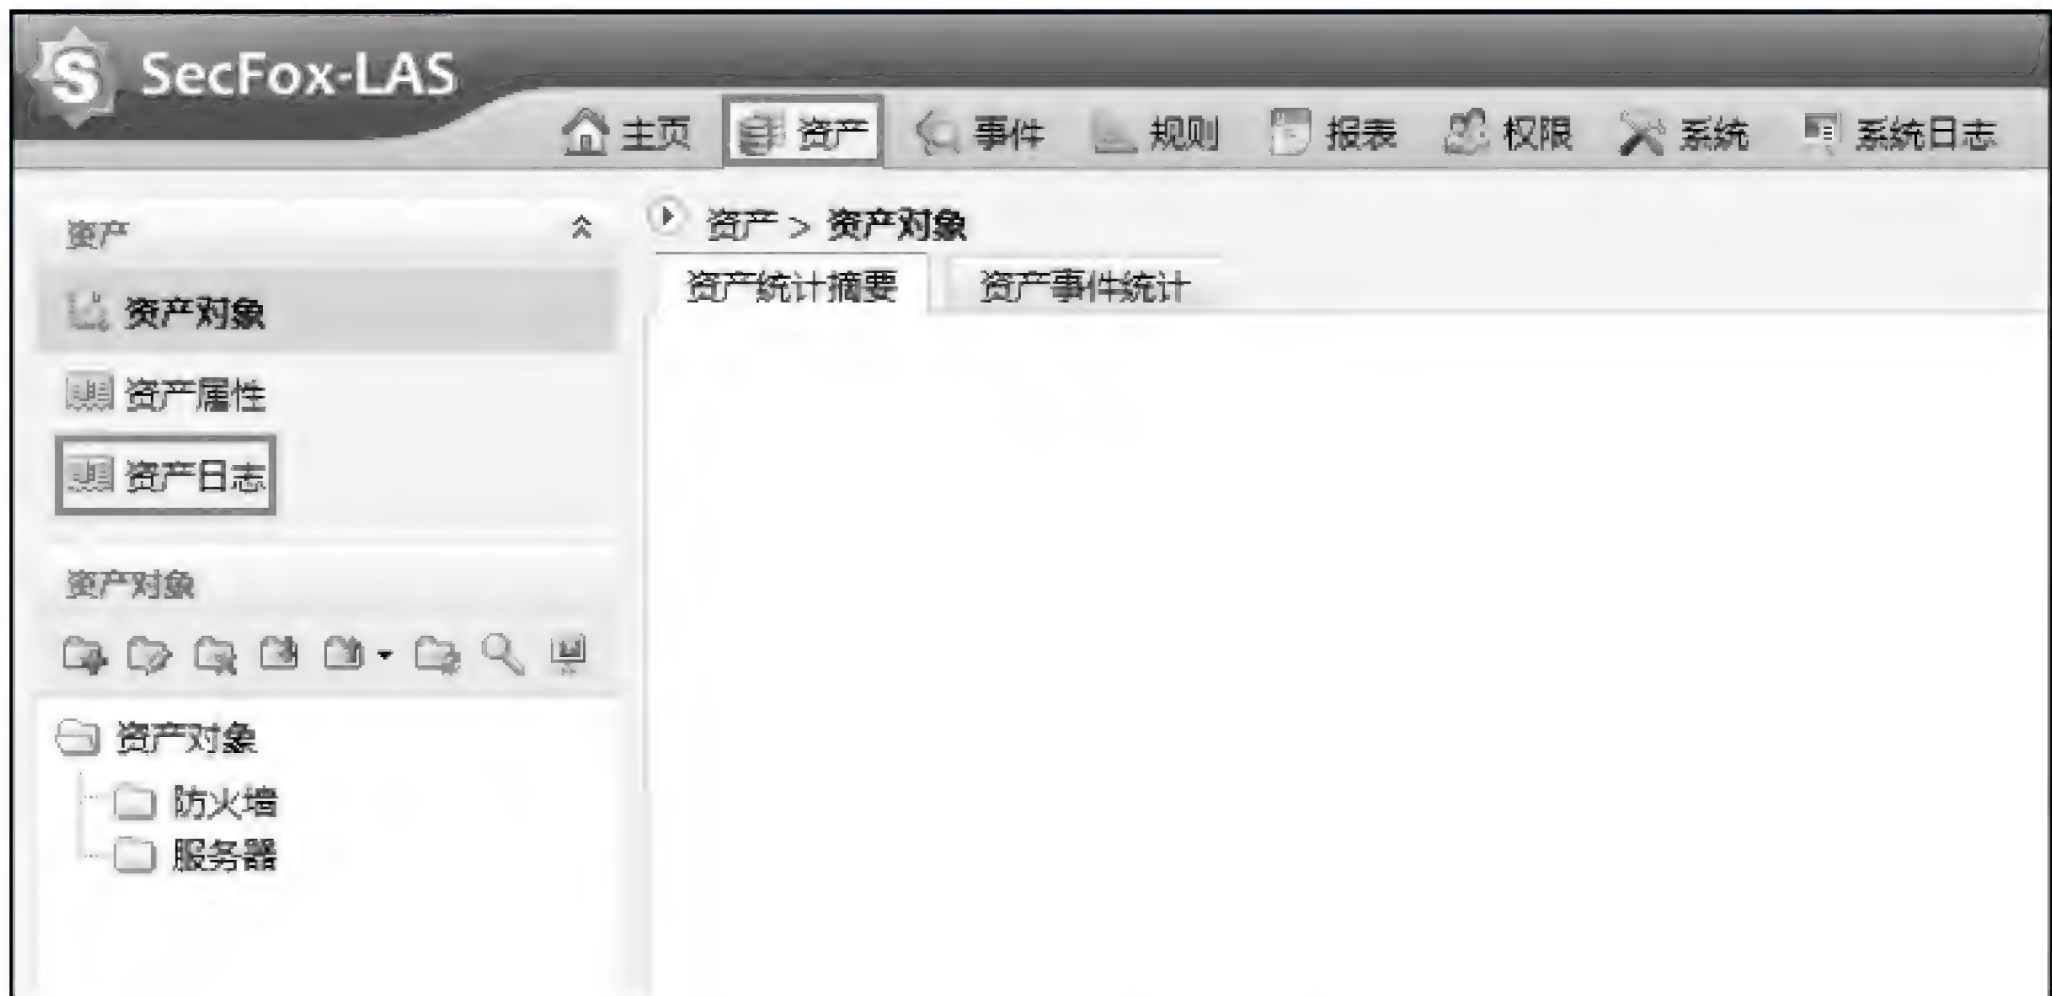 SecFox-LAS
主页 资产 事件 规则 报表 权限 系统 系统日志
资产
资产对象
资产属性
资产日志
资产对象
资产对象
防火墙
服务器
资产 > 资产对象
资产统计摘要 资产事件统计